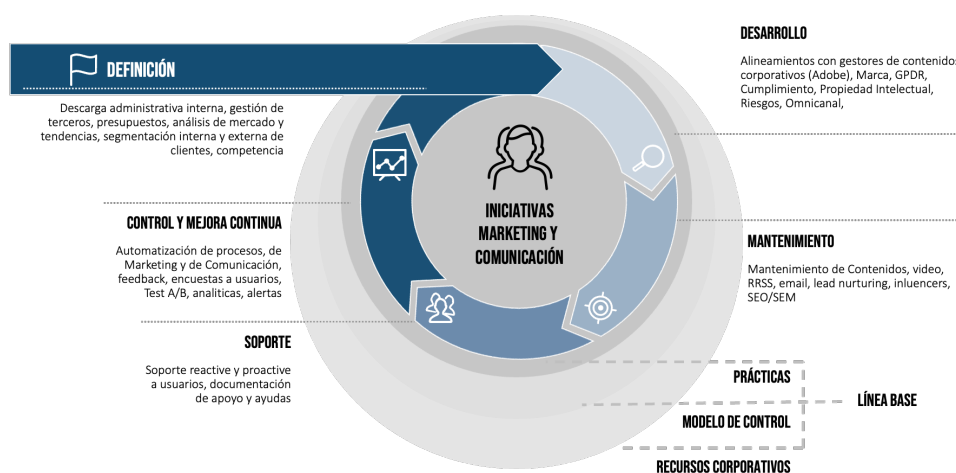 DEFINICIÓN
Descarga administrativa interna, gestión de
terceros, presupuestos, análisis de mercado y
tendencias, segmentación interna y externa de
clientes, competencia
DESARROLLO
Alineamientos con gestores de contenidos
corporativos (Adobe), Marca, GPDR,
Cumplimiento, Propiedad Intelectual,
Riesgos, Omnicanal,
INICIATIVAS
MARKETING Y
COMUNICACIÓN
CONTROL Y MEJORA CONTINUA
Automatización de procesos, de
Marketing y de Comunicación,
feedback, encuestas a usuarios,
Test A/B, analiticas, alertas
MANTENIMIENTO
Mantenimiento de Contenidos, video,
RRSS, email, lead nurturing, inluencers,
SEO/SEM
SOPORTE
Soporte reactive y proactive
a usuarios, documentación
de apoyo y ayudas
PRÁCTICAS
LÍNEA BASE
MODELO DE CONTROL
RECURSOS CORPORATIVOS